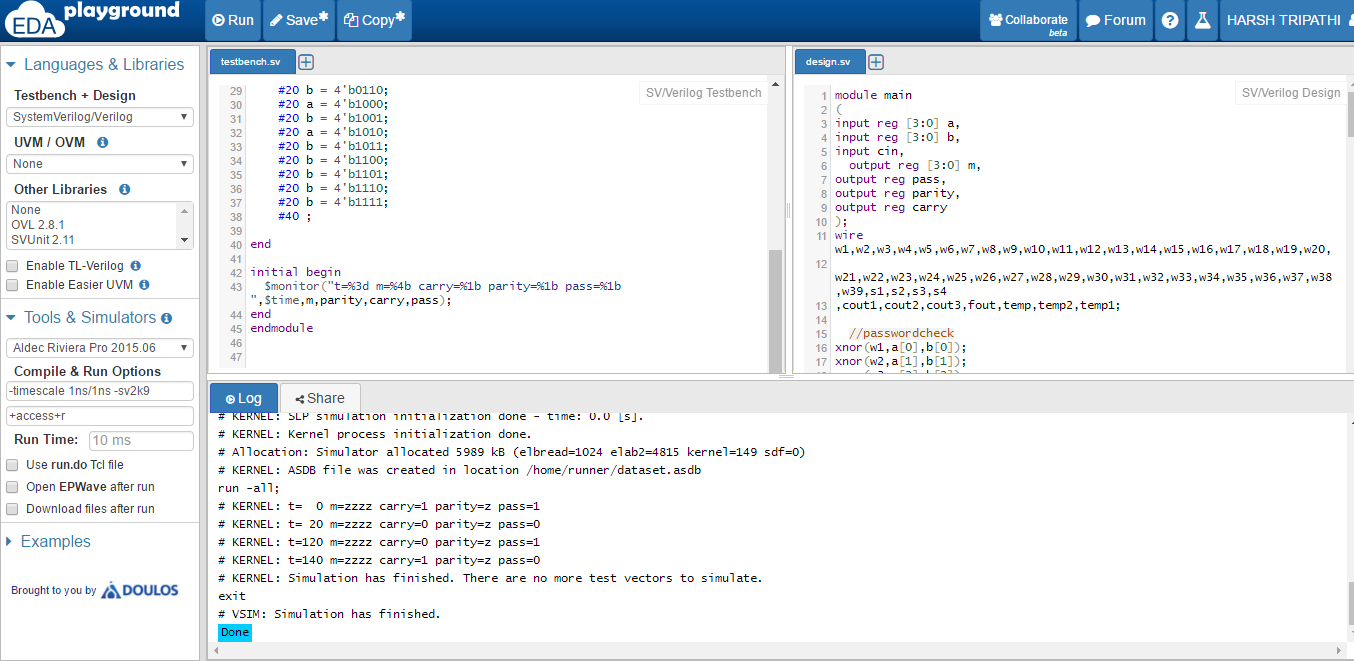 EDA playground
Run Save* Copy* Collaborate beta Forum ? HARSH TRIPATHI
Languages & Libraries
Testbench + Design
SystemVerilog/Verilog
UVM / OVM
None
Other Libraries
None
OVL 2.8.1
SVUnit 2.11
Enable TL-Verilog
Enable Easier UVM
Tools & Simulators
Aldec Riviera Pro 2015.06
Compile & Run Options
-timescale 1ns/1ns -sv2k9
+access+r
Run Time: 10 ms
Use run.do Tcl file
Open EPWave after run
Download files after run
Examples
Brought to you by DOULOS
testbench.sv
SV/Verilog Testbench
29 #20 b = 4'b0110;
30 #20 a = 4'b1000;
31 #20 b = 4'b1001;
32 #20 a = 4'b1010;
33 #20 b = 4'b1011;
34 #20 b = 4'b1100;
35 #20 b = 4'b1101;
36 #20 b = 4'b1110;
37 #20 b = 4'b1111;
38 #40 ;
39
40 end
41
42 initial begin
43 $monitor("t=%3d m=%4b carry=%1b parity=%1b pass=%1b
",$time,m,parity,carry,pass);
44 end
45 endmodule
46
47
design.sv
SV/Verilog Design
1 module main
2 (
3 input reg [3:0] a,
4 input reg [3:0] b,
5 input cin,
6 output reg [3:0] m,
7 output reg pass,
8 output reg parity,
9 output reg carry
10 );
11 wire
w1,w2,w3,w4,w5,w6,w7,w8,w9,w10,w11,w12,w13,w14,w15,w16,w17,w18,w19,w20,
12
w21,w22,w23,w24,w25,w26,w27,w28,w29,w30,w31,w32,w33,w34,w35,w36,w37,w38
,w39,s1,s2,s3,s4
13 ,cout1,cout2,cout3,fout,temp,temp2,temp1;
14
15 //passwordcheck
16 xnor(w1,a[0],b[0]);
17 xnor(w2,a[1],b[1]);
Log Share
# KERNEL: SLP simulation initialization done - time: 0.0 [s].
# KERNEL: Kernel process initialization done.
# Allocation: Simulator allocated 5989 kB (elbread=1024 elab2=4815 kernel=149 sdf=0)
# KERNEL: ASDB file was created in location /home/runner/dataset.asdb
run -all;
# KERNEL: t=  0 m=zzzz carry=1 parity=z pass=1
# KERNEL: t= 20 m=zzzz carry=0 parity=z pass=0
# KERNEL: t=120 m=zzzz carry=0 parity=z pass=1
# KERNEL: t=140 m=zzzz carry=1 parity=z pass=0
# KERNEL: Simulation has finished. There are no more test vectors to simulate.
exit
# VSIM: Simulation has finished.
Done